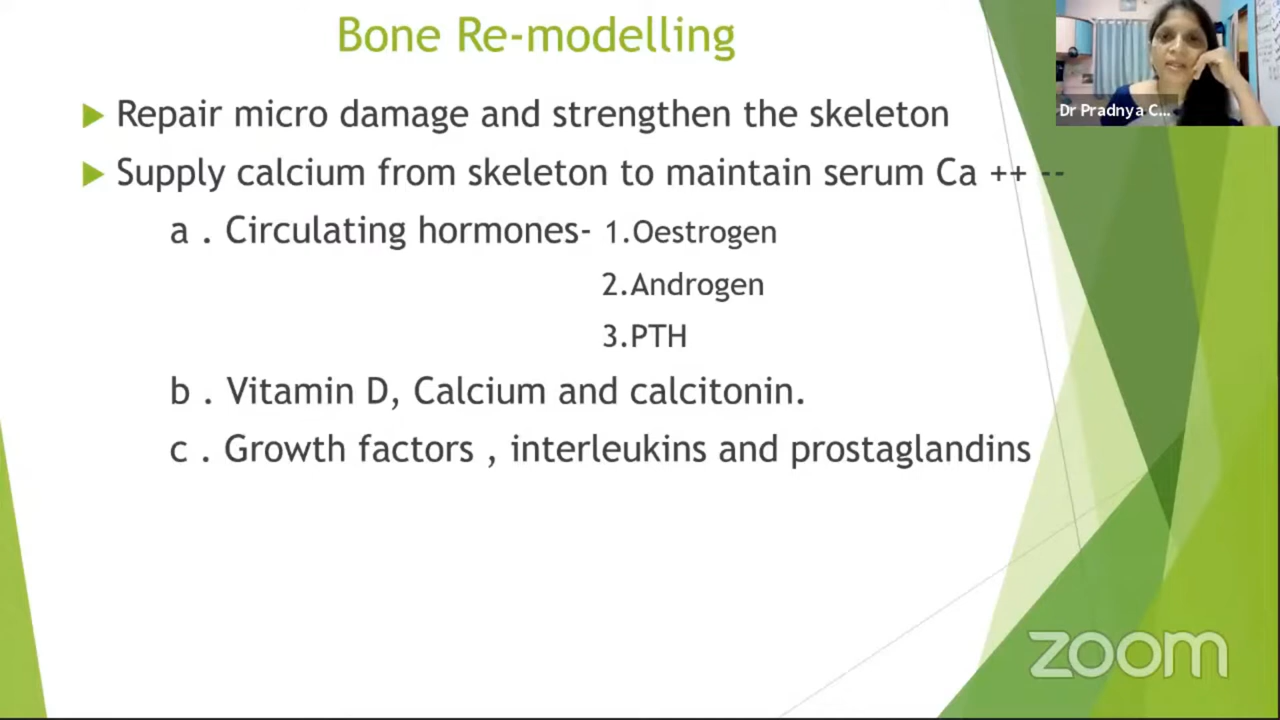 Bone Re-modelling
Dr Pradnya C...
Repair micro damage and strengthen the skeleton
Supply calcium from skeleton to maintain serum Ca ++ --
a . Circulating hormones- 1.Oestrogen
2.Androgen
3.PTH
b . Vitamin D, Calcium and calcitonin.
c . Growth factors , interleukins and prostaglandins
zoom